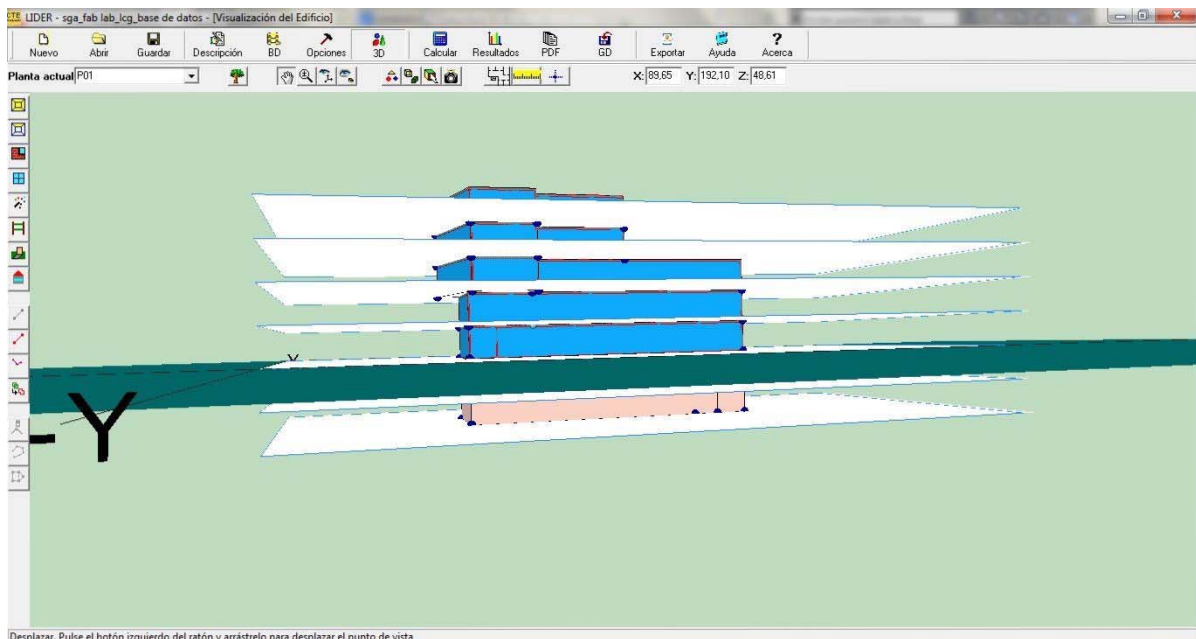 CTE LIDER - sga_fab lab_lcg_base de datos - [Visualización del Edificio]
Nuevo Abrir Guardar Descripción BD Opciones 3D Calcular Resultados PDF GD Exportar Ayuda Acerca
Planta actual P01 X: 89,65 Y: 192,10 Z: 48,61
X
Y
Desplazar. Pulse el botón izquierdo del ratón y arrástrelo para desplazar el punto de vista